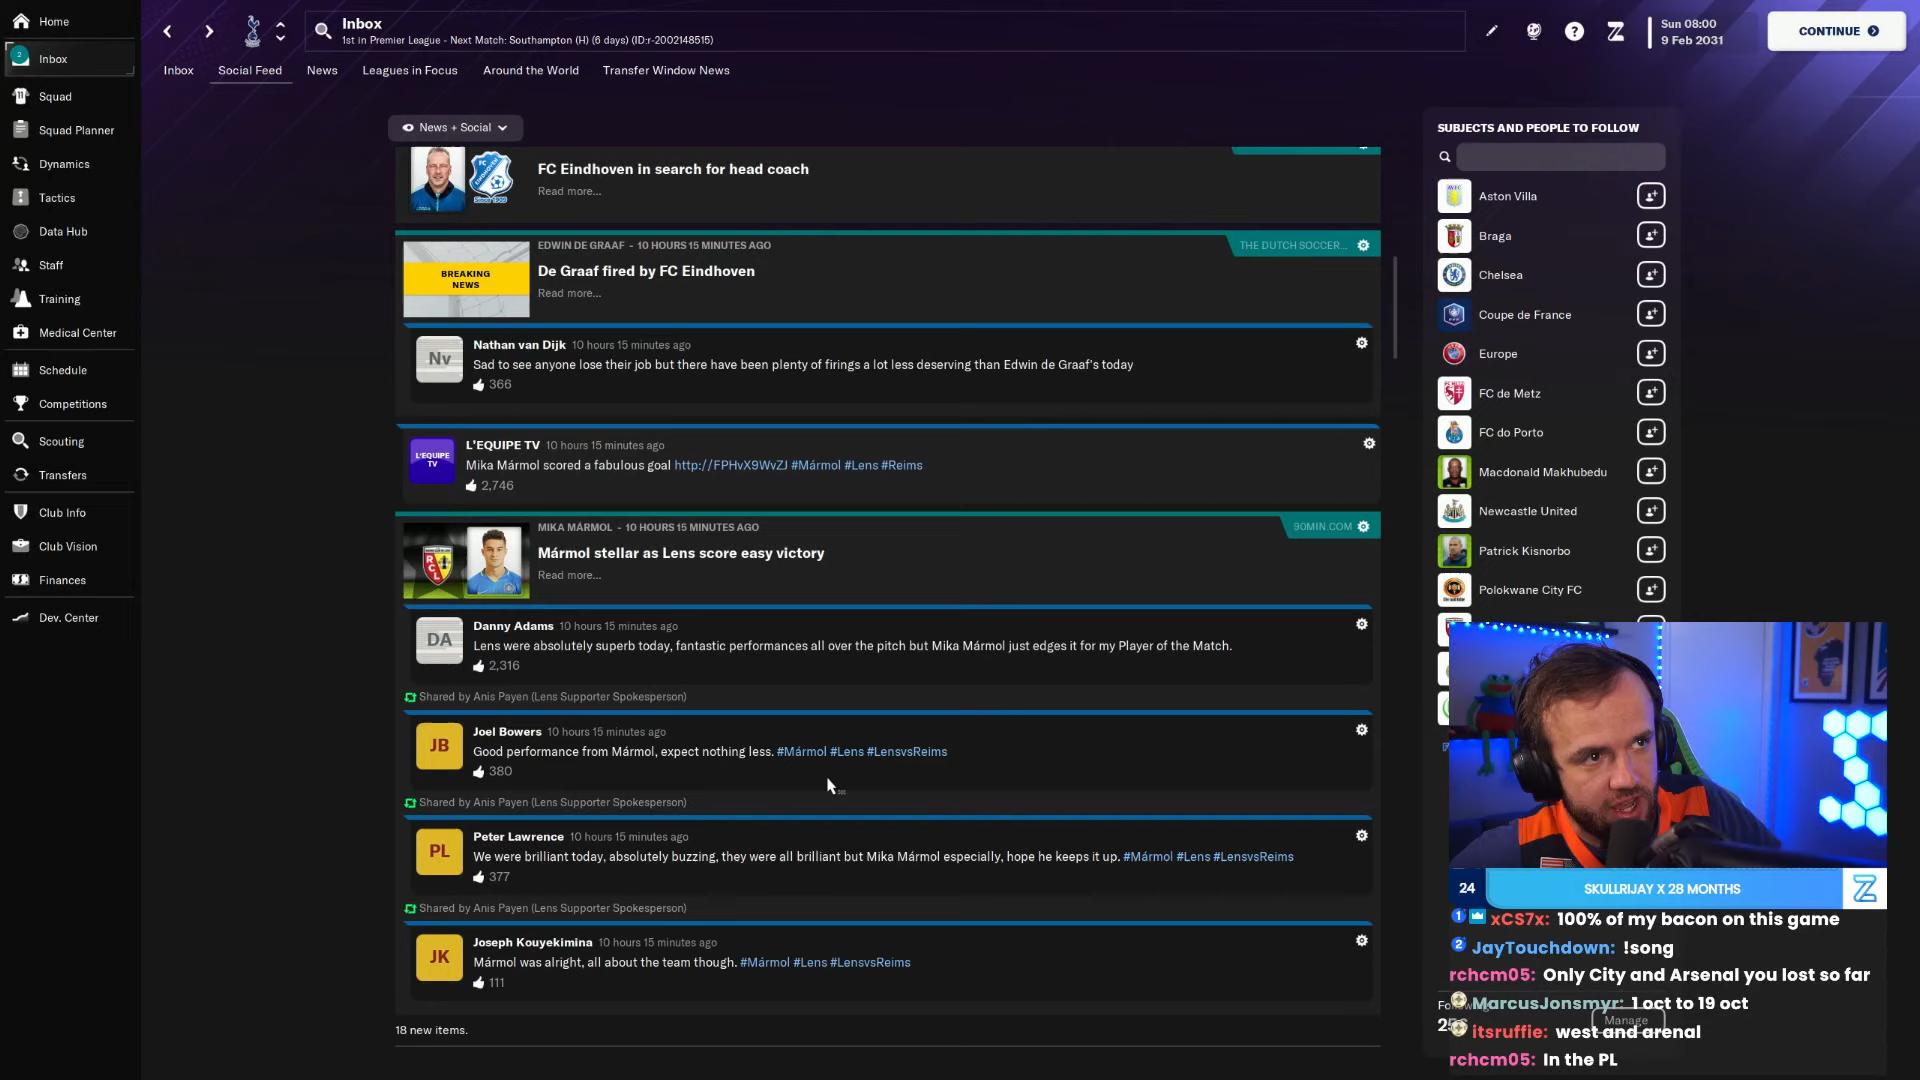 Home
Inbox
2
Squad
Squad Planner
Dynamics
Tactics
Data Hub
Staff
Training
Medical Center
Schedule
Competitions
Scouting
Transfers
Club Info
Club Vision
Finances
Dev. Center
Inbox
1st in Premier League - Next Match: Southampton (H) (6 days) (ID:r-2002148515)
Sun 08:00
9 Feb 2031
CONTINUE
Inbox Social Feed News Leagues in Focus Around the World Transfer Window News
News + Social
FC Eindhoven in search for head coach
Read more...
EDWIN DE GRAAF - 10 HOURS 15 MINUTES AGO
THE DUTCH SOCCER...
BREAKING NEWS
De Graaf fired by FC Eindhoven
Read more...
Nv
Nathan van Dijk 10 hours 15 minutes ago
Sad to see anyone lose their job but there have been plenty of firings a lot less deserving than Edwin de Graaf's today
366
L'EQUIPE TV
L'EQUIPE TV 10 hours 15 minutes ago
Mika Mármol scored a fabulous goal http://FPHvX9WvZJ #Mármol #Lens #Reims
2,746
MIKA MÁRMOL - 10 HOURS 15 MINUTES AGO
90MIN.COM
Mármol stellar as Lens score easy victory
Read more...
DA
Danny Adams 10 hours 15 minutes ago
Lens were absolutely superb today, fantastic performances all over the pitch but Mika Mármol just edges it for my Player of the Match.
2,316
Shared by Anis Payen (Lens Supporter Spokesperson)
JB
Joel Bowers 10 hours 15 minutes ago
Good performance from Mármol, expect nothing less. #Mármol #Lens #LensvsReims
380
Shared by Anis Payen (Lens Supporter Spokesperson)
PL
Peter Lawrence 10 hours 15 minutes ago
We were brilliant today, absolutely buzzing, they were all brilliant but Mika Mármol especially, hope he keeps it up. #Mármol #Lens #LensvsReims
377
Shared by Anis Payen (Lens Supporter Spokesperson)
JK
Joseph Kouyekimina 10 hours 15 minutes ago
Mármol was alright, all about the team though. #Mármol #Lens #LensvsReims
111
18 new items.
SUBJECTS AND PEOPLE TO FOLLOW
Aston Villa
Braga
Chelsea
Coupe de France
Europe
FC de Metz
FC do Porto
Macdonald Makhubedu
Newcastle United
Patrick Kisnorbo
Polokwane City FC
24
SKULLRIJAY X 28 MONTHS
xCS7x: 100% of my bacon on this game
JayTouchdown: !song
rchcm05: Only City and Arsenal you lost so far
MarcusJonsmyr: 1 oct to 19 oct
Manage
itsruffie: west and arenal
rchcm05: In the PL